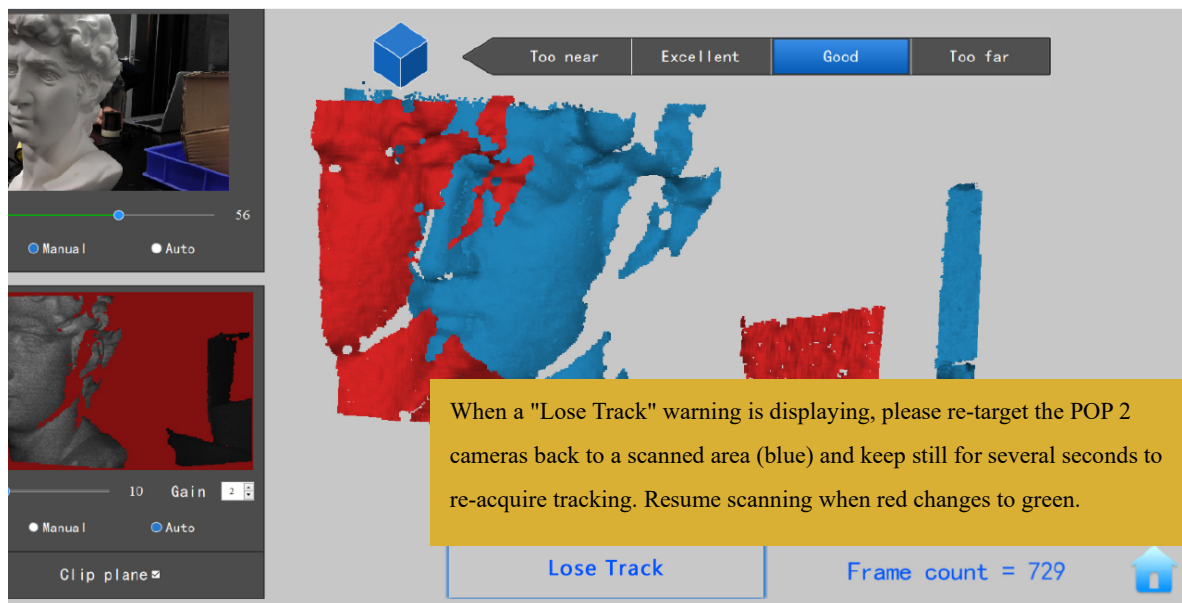 Too near Excellent Good Too far
56
Manual Auto
10 Gain 2
Manual Auto
Clip plane
When a "Lose Track" warning is displaying, please re-target the POP 2
cameras back to a scanned area (blue) and keep still for several seconds to
re-acquire tracking. Resume scanning when red changes to green.
Lose Track
Frame count = 729